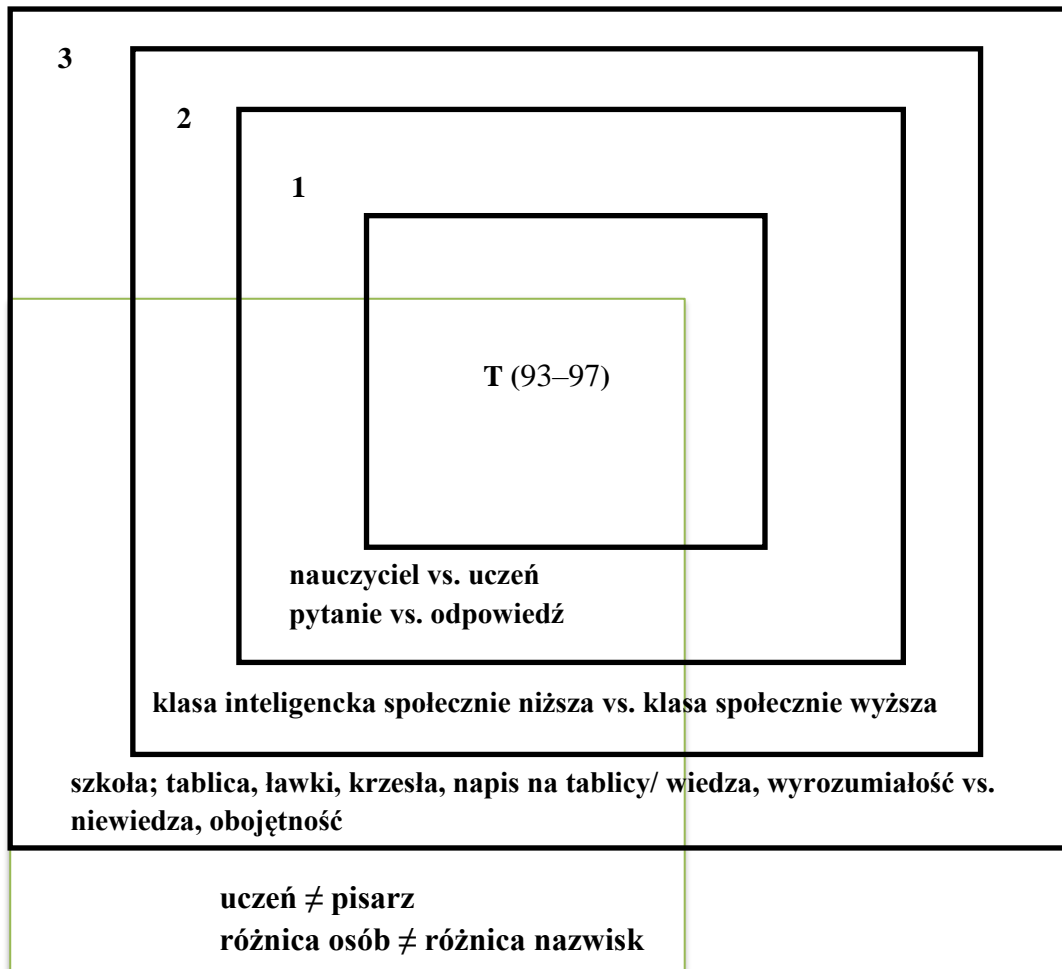 3
2
1
T (93–97)
nauczyciel vs. uczeń
pytanie vs. odpowiedź
klasa inteligencka społecznie niższa vs. klasa społecznie wyższa
szkoła; tablica, ławki, krzesła, napis na tablicy/ wiedza, wyrozumiałość vs.
niewiedza, obojętność
uczeń ≠ pisarz
różnica osób ≠ różnica nazwisk